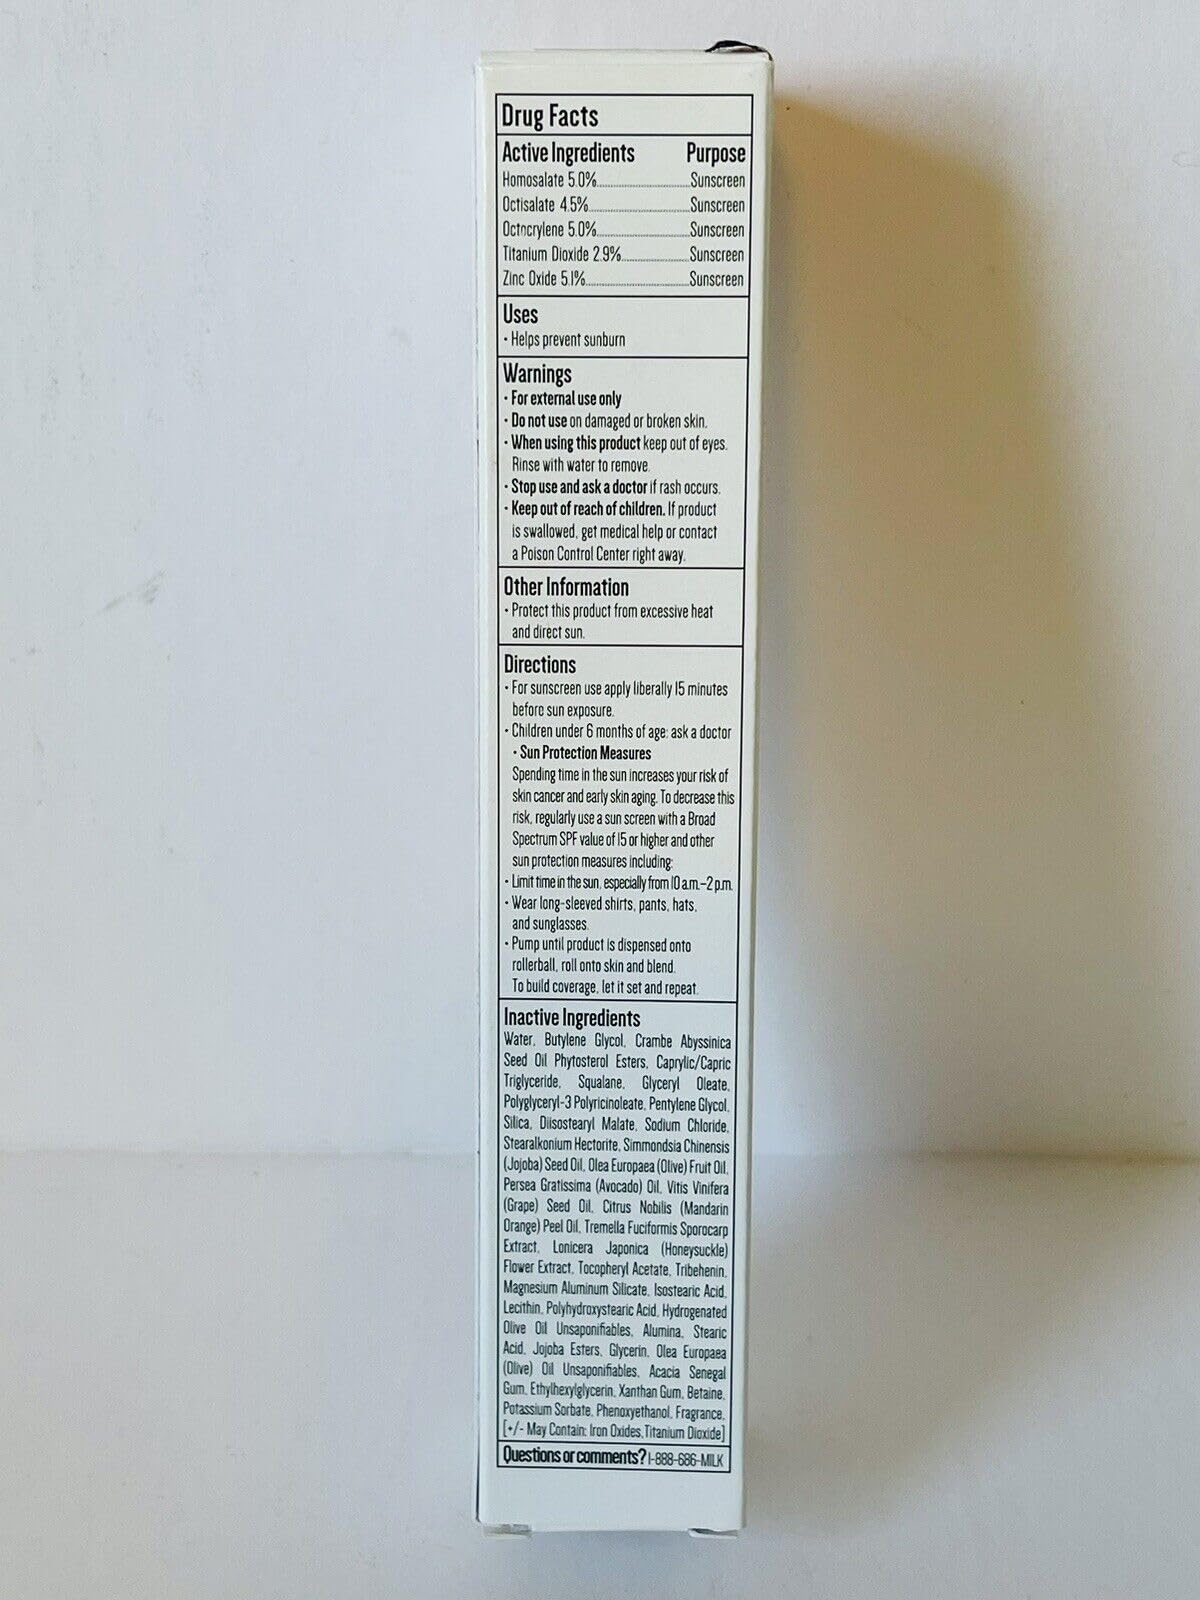 Drug Facts
Active Ingredients Purpose
Homosalate 5.0%........................Sunscreen
Octisalate 4.5%........................Sunscreen
Octocrylene 5.0%........................Sunscreen
Titanium Dioxide 2.9%........................Sunscreen
Zinc Oxide 5.1%........................Sunscreen
Uses
• Helps prevent sunburn
Warnings
• For external use only
• Do not use on damaged or broken skin.
• When using this product keep out of eyes.
Rinse with water to remove.
• Stop use and ask a doctor if rash occurs.
• Keep out of reach of children. If product
is swallowed, get medical help or contact
a Poison Control Center right away.
Other Information
• Protect this product from excessive heat
and direct sun.
Directions
• For sunscreen use apply liberally 15 minutes
before sun exposure.
• Children under 6 months of age: ask a doctor
• Sun Protection Measures
Spending time in the sun increases your risk of
skin cancer and early skin aging. To decrease this
risk, regularly use a sun screen with a Broad
Spectrum SPF value of 15 or higher and other
sun protection measures including:
• Limit time in the sun, especially from 10 a.m.–2 p.m.
• Wear long-sleeved shirts, pants, hats,
and sunglasses.
• Pump until product is dispensed onto
rollerball, roll onto skin and blend.
To build coverage, let it set and repeat.
Inactive Ingredients
Water, Butylene Glycol, Crambe Abyssinica
Seed Oil Phytosterol Esters, Caprylic/Capric
Triglyceride, Squalane, Glyceryl Oleate,
Polyglyceryl-3 Polyricinoleate, Pentylene Glycol,
Silica, Diisostearyl Malate, Sodium Chloride,
Stearalkonium Hectorite, Simmondsia Chinensis
(Jojoba) Seed Oil, Olea Europaea (Olive) Fruit Oil,
Persea Gratissima (Avocado) Oil, Vitis Vinifera
(Grape) Seed Oil, Citrus Nobilis (Mandarin
Orange) Peel Oil, Tremella Fuciformis Sporocarp
Extract, Lonicera Japonica (Honeysuckle)
Flower Extract, Tocopheryl Acetate, Tribehenin,
Magnesium Aluminum Silicate, Isostearic Acid,
Lecithin, Polyhydroxystearic Acid, Hydrogenated
Olive Oil Unsaponifiables, Alumina, Stearic
Acid, Jojoba Esters, Glycerin, Olea Europaea
(Olive) Oil Unsaponifiables, Acacia Senegal
Gum, Ethylhexylglycerin, Xanthan Gum, Betaine,
Potassium Sorbate, Phenoxyethanol, Fragrance,
[+/- May Contain: Iron Oxides, Titanium Dioxide]
Questions or comments? 1-888-686-MILK